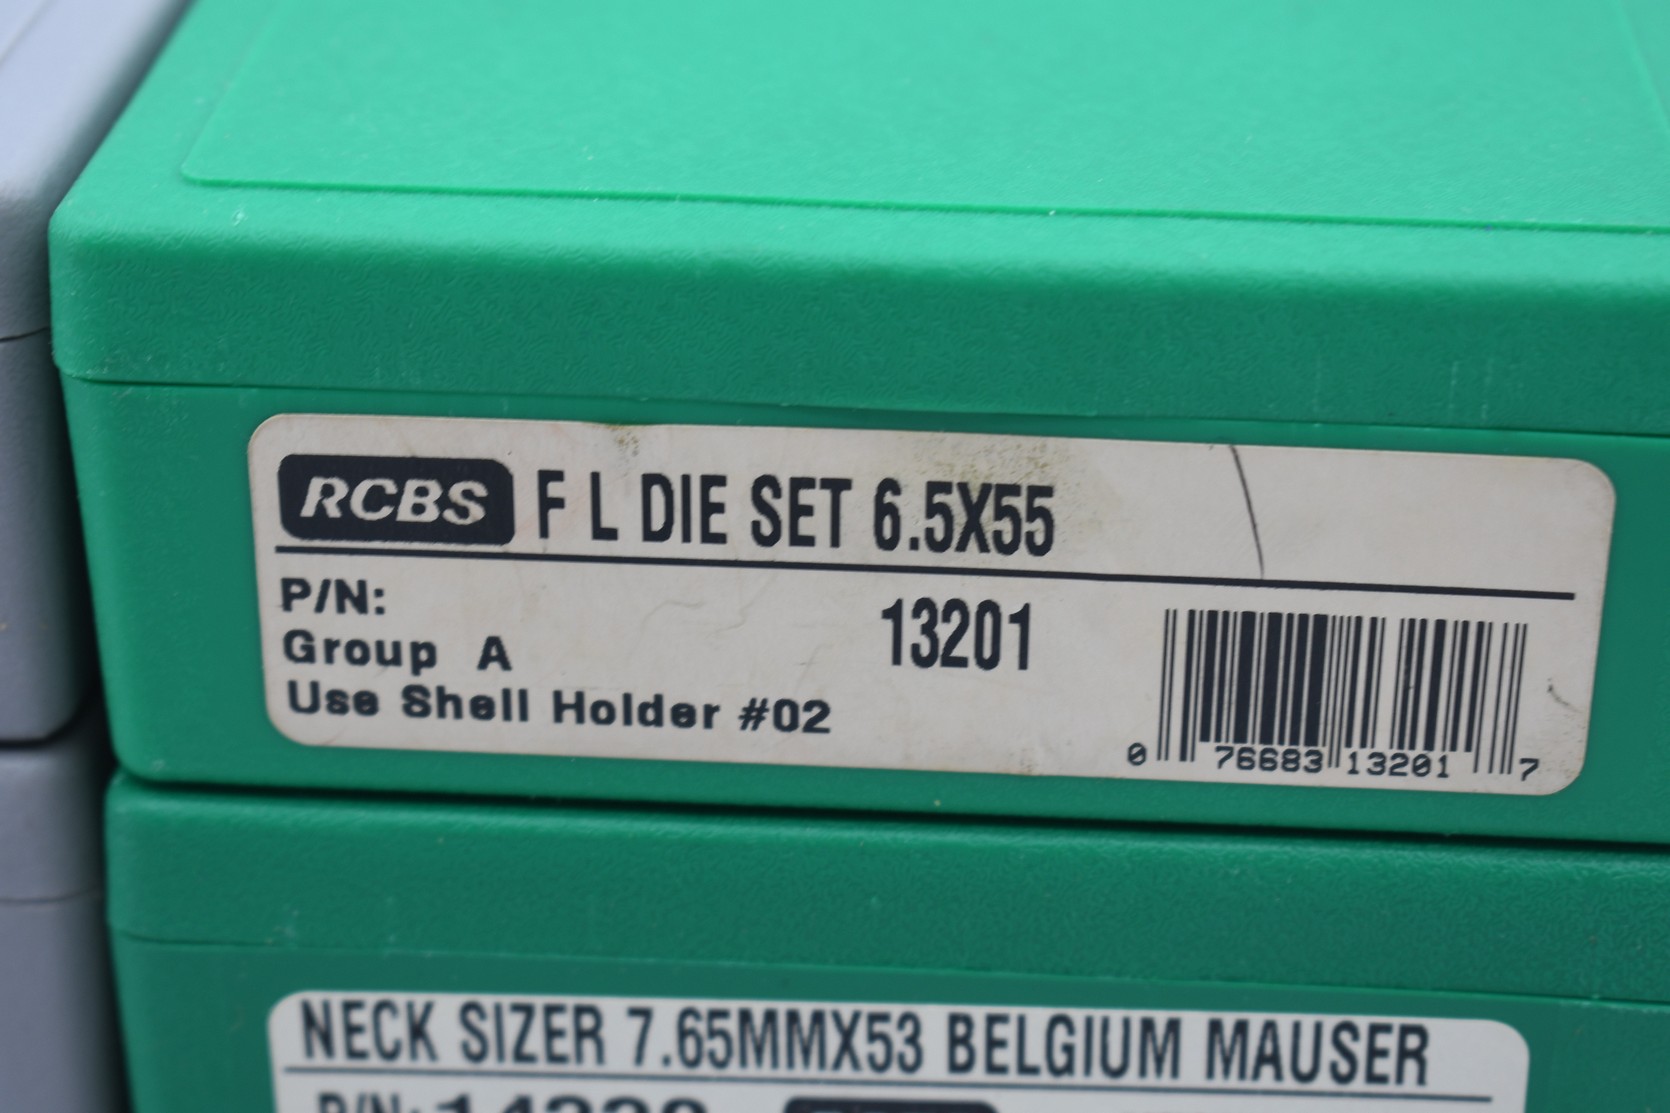 RCBS F L DIE SET 6.5X55
P/N: 13201
Group A
Use Shell Holder #02
0 76683 13201 7
NECK SIZER 7.65MMX53 BELGIUM MAUSER
P/N: